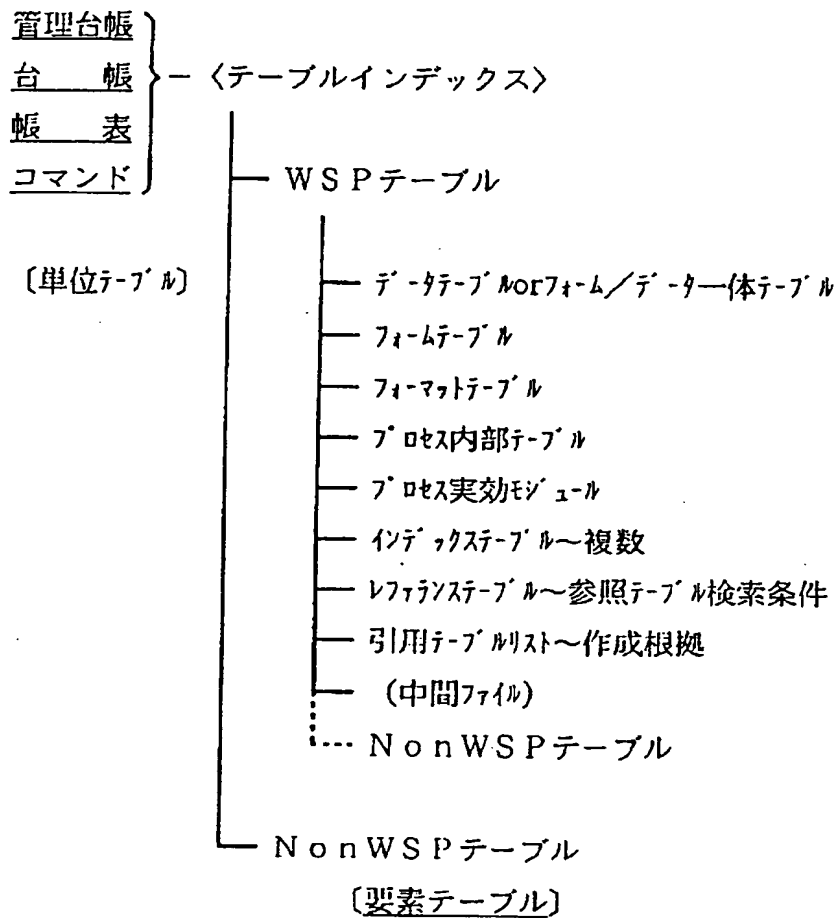 管理台帳
台　　帳
帳　　表
コマンド
〈テーブルインデックス〉
WSPテーブル
〔単位ﾃｰﾌﾞﾙ〕
ﾃﾞｰﾀﾃｰﾌﾞﾙorﾌｫｰﾑ／ﾃﾞｰﾀ一体ﾃｰﾌﾞﾙ
ﾌｫｰﾑﾃｰﾌﾞﾙ
ﾌｫｰﾏｯﾄﾃｰﾌﾞﾙ
ﾌﾟﾛｾｽ内部ﾃｰﾌﾞﾙ
ﾌﾟﾛｾｽ実効ﾓｼﾞｭｰﾙ
ｲﾝﾃﾞｯｸｽﾃｰﾌﾞﾙ～複数
ﾚﾌｧﾗﾝｽﾃｰﾌﾞﾙ～参照ﾃｰﾌﾞﾙ検索条件
引用ﾃｰﾌﾞﾙﾘｽﾄ～作成根拠
(中間ﾌｧｲﾙ)
NonWSPテーブル
NonWSPテーブル
〔要素テーブル〕